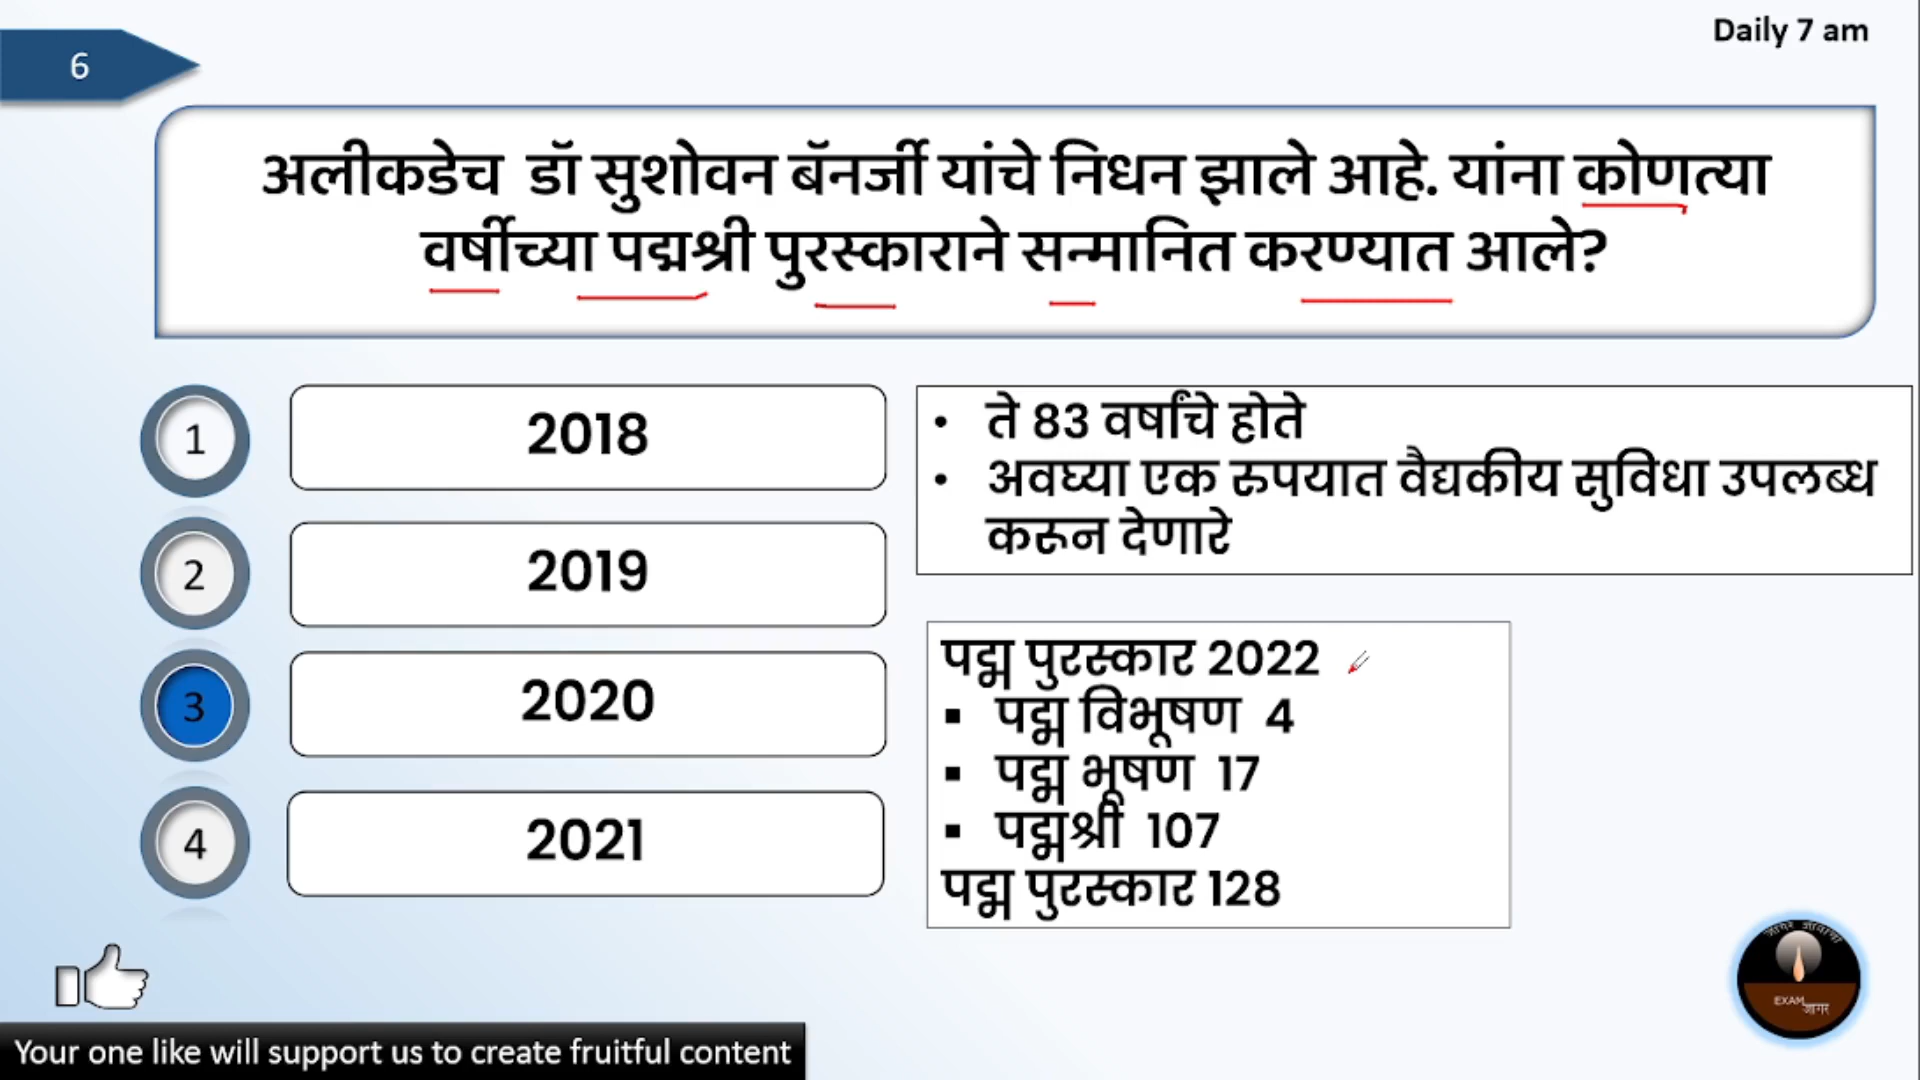 Daily 7 am
6
अलीकडेच डॉ सुशोवन बॅनर्जी यांचे निधन झाले आहे. यांना कोणत्या
वर्षीच्या पद्मश्री पुरस्काराने सन्मानित करण्यात आले?
1
2018
2
2019
3
2020
4
2021
• ते 83 वर्षांचे होते
• अवघ्या एक रुपयात वैद्यकीय सुविधा उपलब्ध
करून देणारे
पद्म पुरस्कार 2022
▪ पद्म विभूषण 4
▪ पद्म भूषण 17
▪ पद्मश्री 107
पद्म पुरस्कार 128
EXAM
जागर
Your one like will support us to create fruitful content